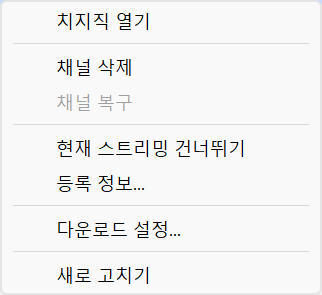 치지직 열기
채널 삭제
채널 복구
현재 스트리밍 건너뛰기
등록 정보...
다운로드 설정...
새로 고치기